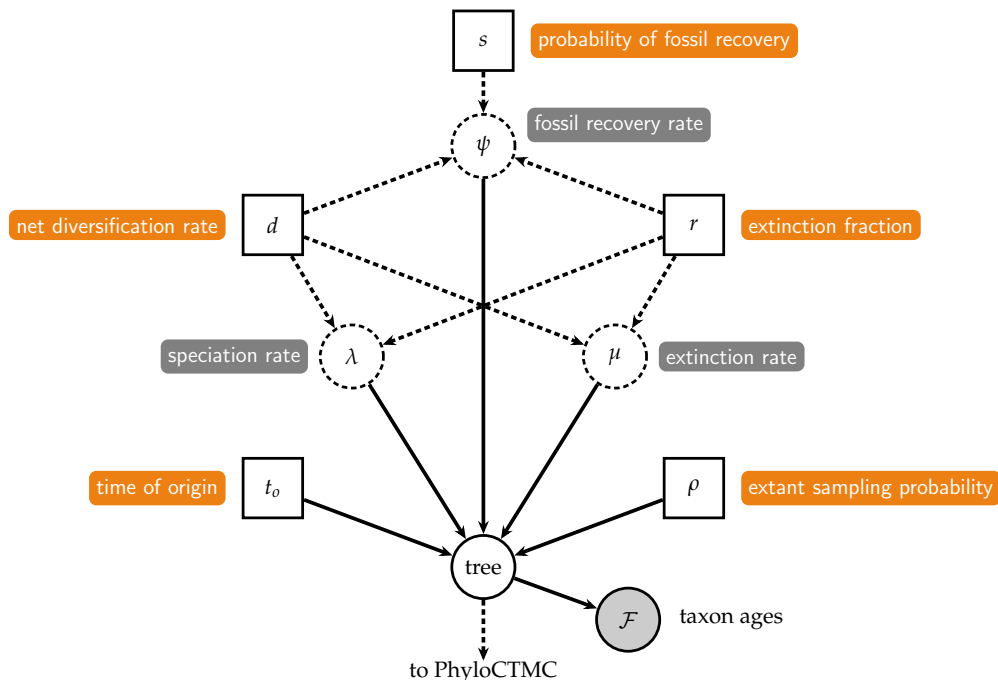 s
probability of fossil recovery
ψ
fossil recovery rate
net diversification rate
d
r
extinction fraction
speciation rate
λ
μ
extinction rate
time of origin
t_o
ρ
extant sampling probability
tree
ℱ
taxon ages
to PhyloCTMC